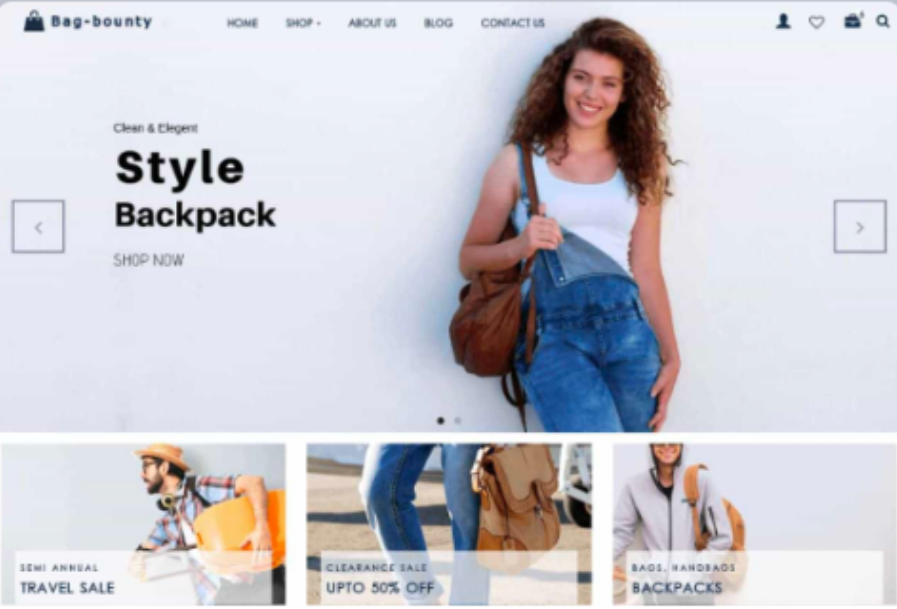 Bag-bounty
HOME SHOP ABOUT US BLOG CONTACT US
Clean & Elegent
Style
Backpack
SHOP NOW
SEMI ANNUAL
TRAVEL SALE
CLEARANCE SALE
UPTO 50% OFF
BAGS, HANDBAGS
BACKPACKS